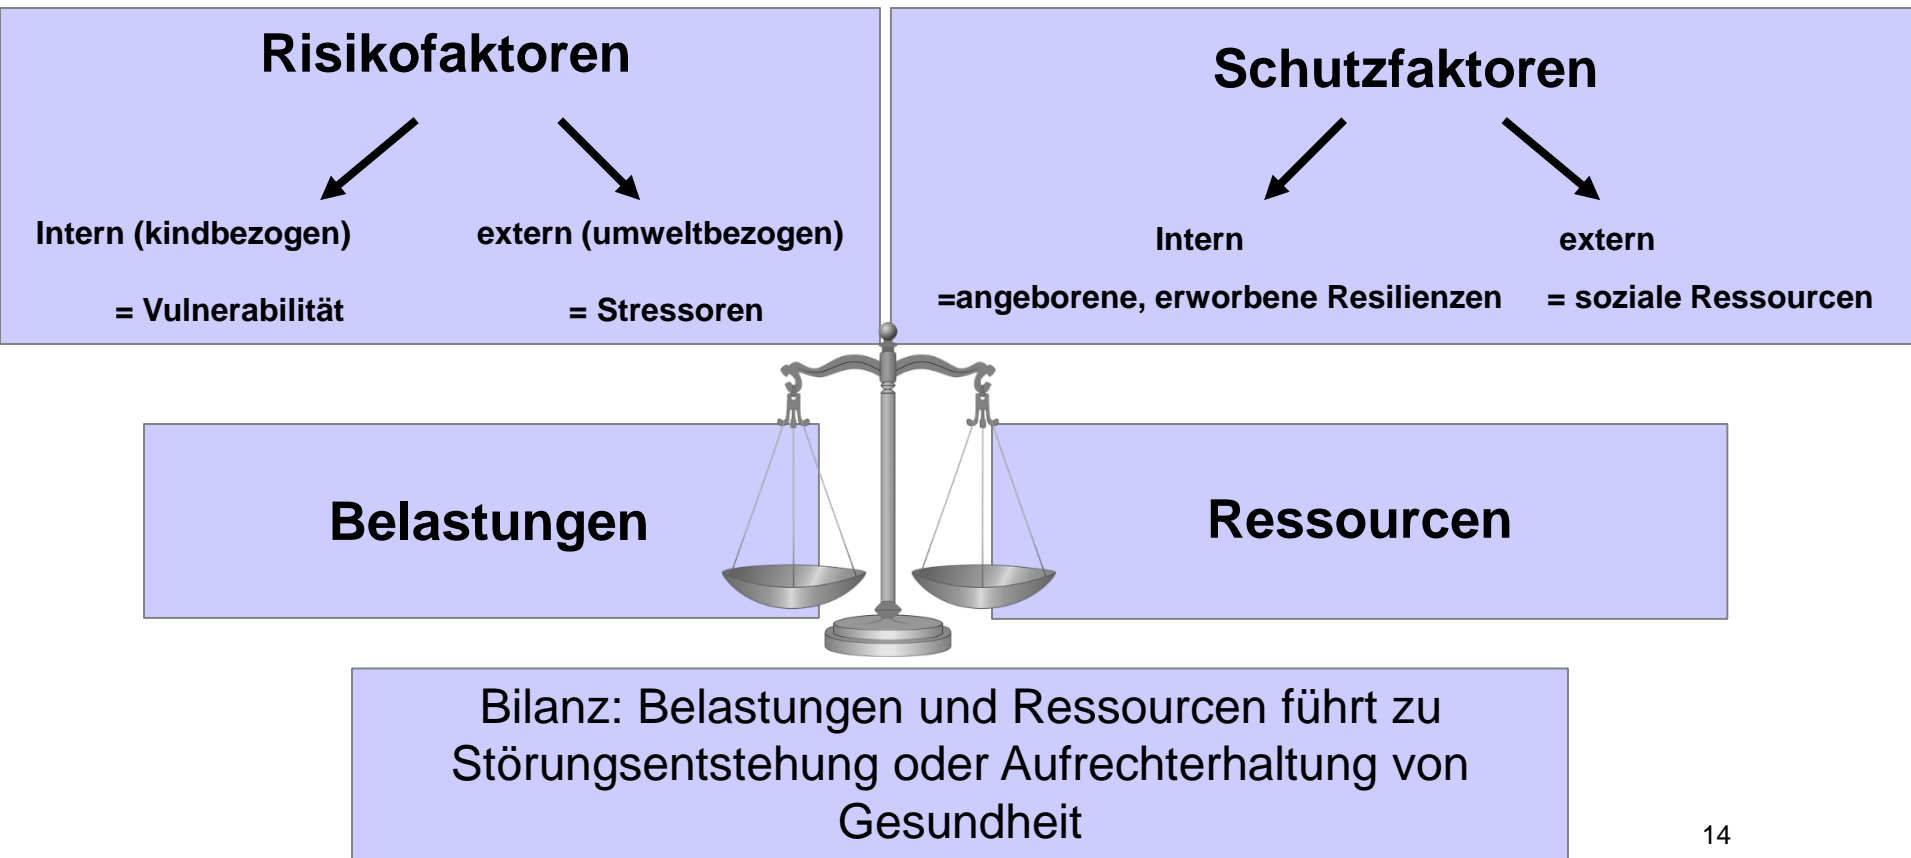 Risikofaktoren
Intern (kindbezogen)
extern (umweltbezogen)
= Vulnerabilität
= Stressoren
Schutzfaktoren
Intern
extern
=angeborene, erworbene Resilienzen
= soziale Ressourcen
Belastungen
Ressourcen
Bilanz: Belastungen und Ressourcen führt zu
Störungsentstehung oder Aufrechterhaltung von
Gesundheit
14